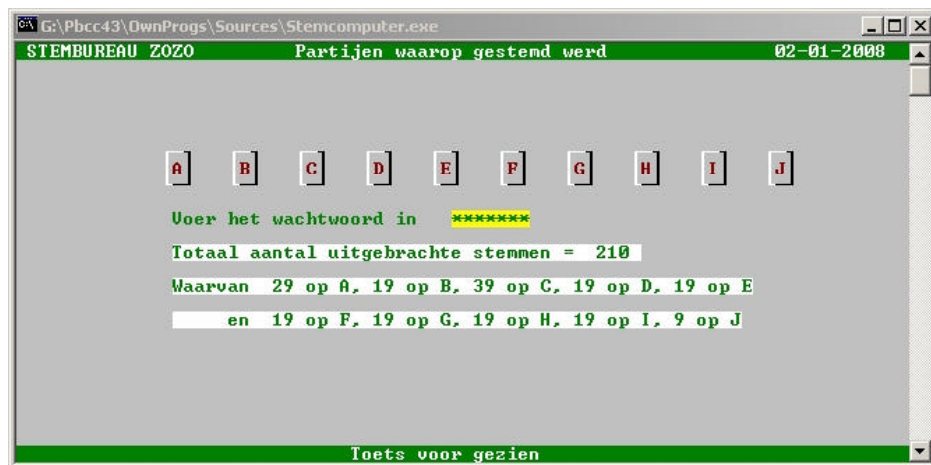 G:\Pbcc43\OwnProgs\Sources\Stemcomputer.exe
STEMBUREAU ZOZO Partijen waarop gestemd werd 02-01-2008
A B C D E F G H I J
Voer het wachtwoord in *******
Totaal aantal uitgebrachte stemmen = 210
Waarvan 29 op A, 19 op B, 39 op C, 19 op D, 19 op E
en 19 op F, 19 op G, 19 op H, 19 op I, 9 op J
Toets voor gezien